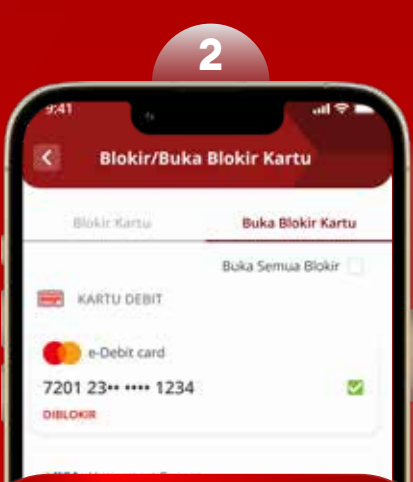 2
9:41
Blokir/Buka Blokir Kartu
Blokir Kartu
Buka Blokir Kartu
Buka Semua Blokir
KARTU DEBIT
e-Debit card
7201 23•• •••• 1234
DIBLOKIR